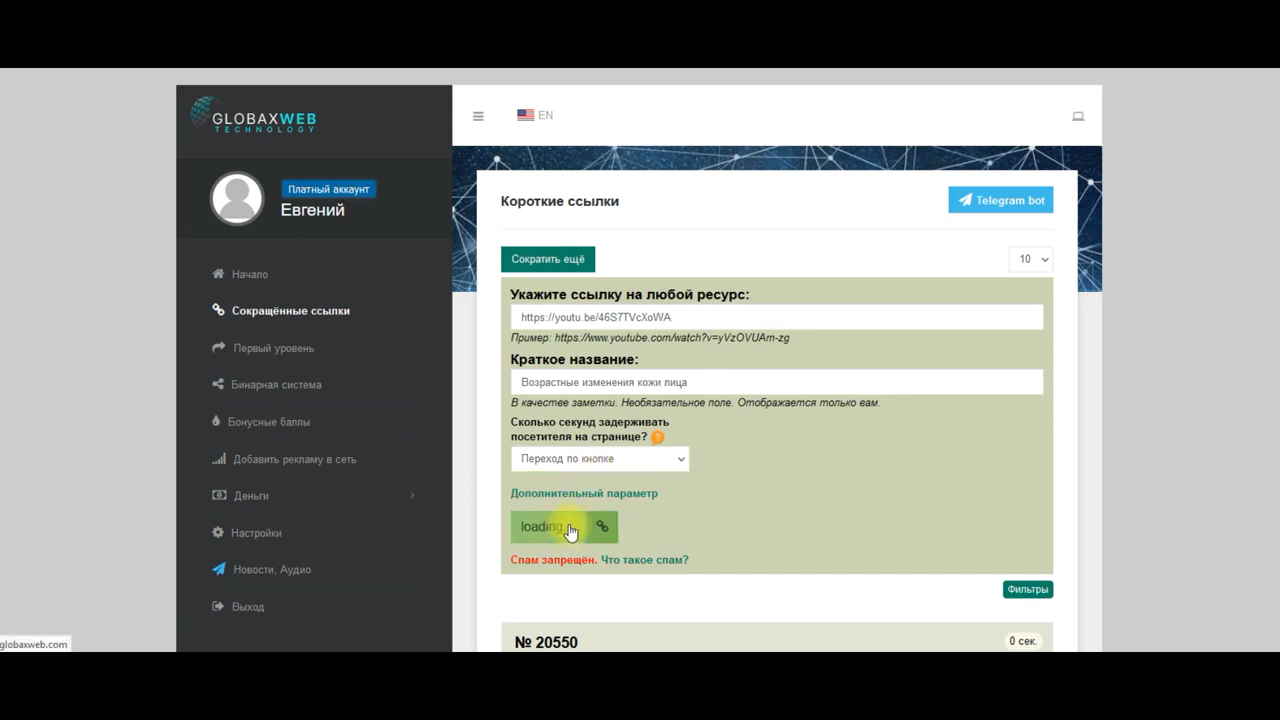 GLOBAXWEB
TECHNOLOGY
EN
Платный аккаунт
Евгений
Начало
Сокращённые ссылки
Первый уровень
Бинарная система
Бонусные баллы
Добавить рекламу в сеть
Деньги
Настройки
Новости, Аудио
Выход
Короткие ссылки
Telegram bot
Сократить ещё
10
Укажите ссылку на любой ресурс:
https://youtu.be/46S7TVcXoWA
Пример: https://www.youtube.com/watch?v=yVzOVUAm-zg
Краткое название:
Возрастные изменения кожи лица
В качестве заметки. Необязательное поле. Отображается только вам.
Сколько секунд задерживать
посетителя на странице?
Переход по кнопке
Дополнительный параметр
loading...
Спам запрещён. Что такое спам?
Фильтры
№ 20550
0 сек.
globaxweb.com